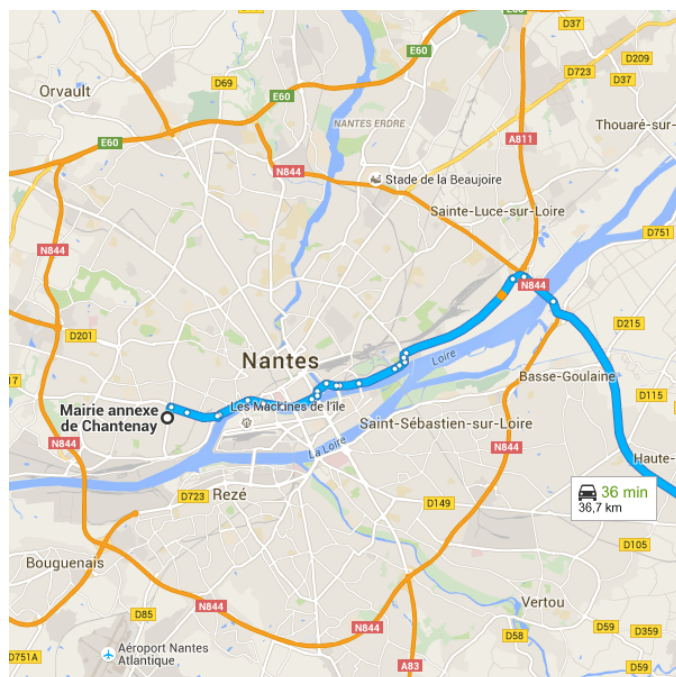 E60
D37
D69
D209
D723
D37
Orvault
E60
NANTES ERDRE
Thouaré-sur-
E60
A811
N844
Stade de la Beaujoire
Sainte-Luce-sur-Loire
D751
N844
N844
D215
D201
Nantes
Loire
17
Basse-Goulaine
D115
Mairie annexe
de Chantenay
Les Machines de l'île
Saint-Sébastien-sur-Loire
N844
La Loire
N844
Haute-
D723
Rezé
D149
36 min
36,7 km
D105
Bouguenais
Vertou
D85
N844
N844
D59
D58
D59
D359
Aéroport Nantes
Atlantique
D751A
A83